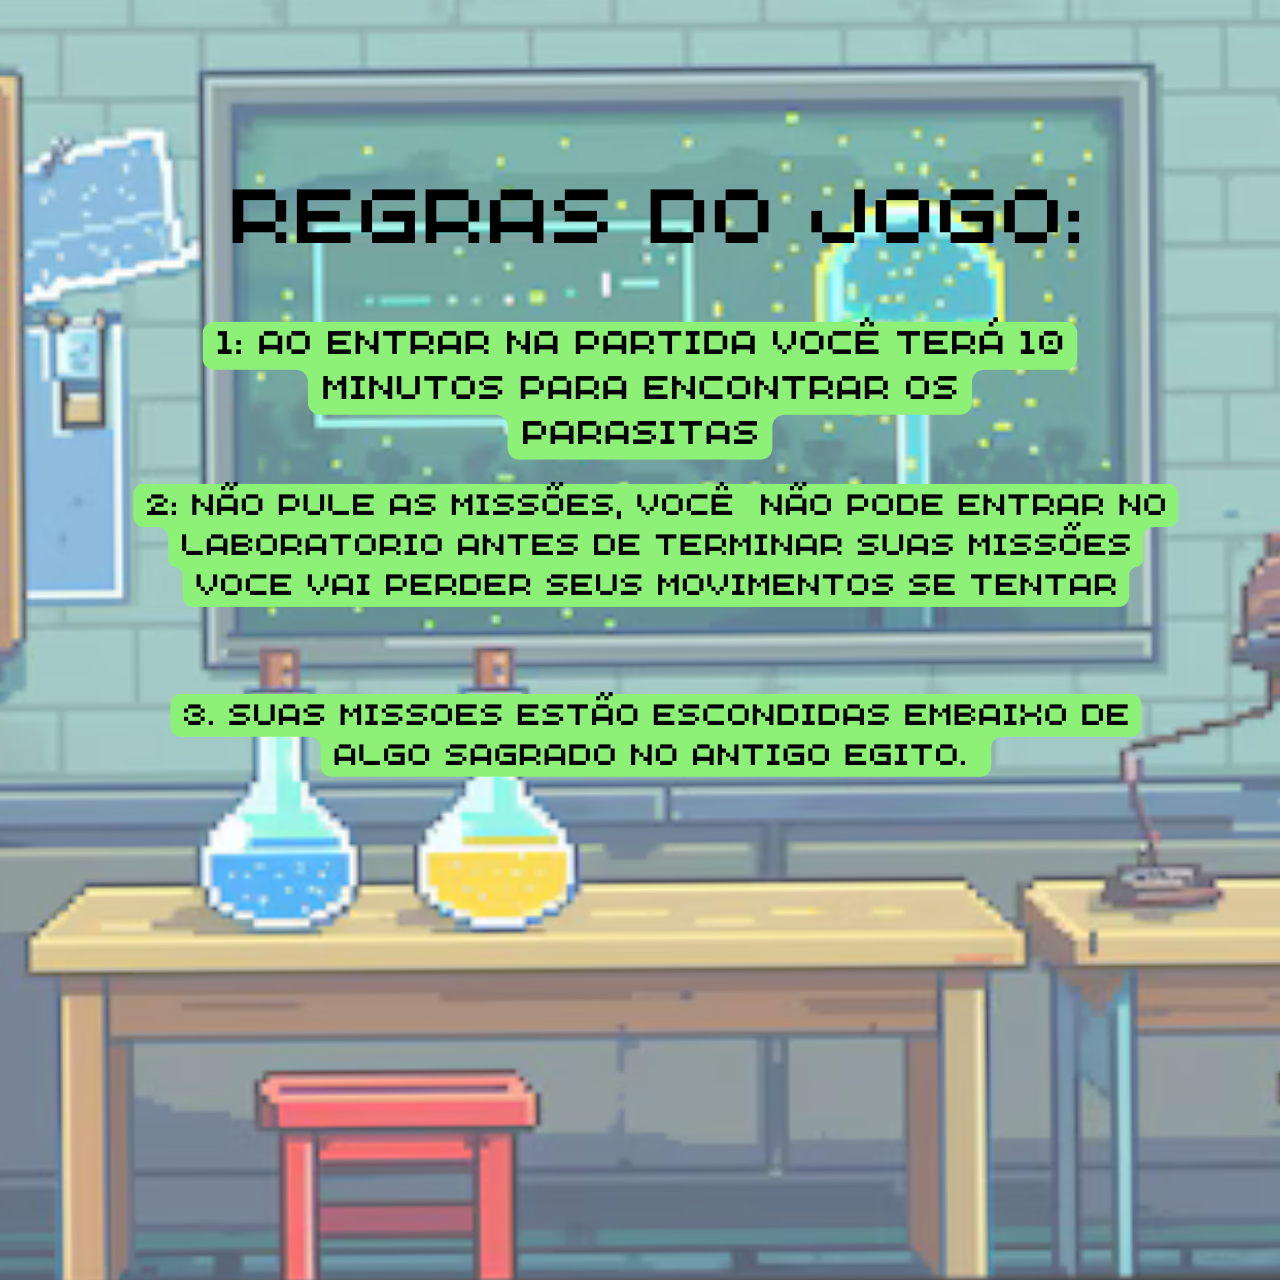 REGRAS DO JOGO:
1: AO ENTRAR NA PARTIDA VOCÊ TERÁ 10
MINUTOS PARA ENCONTRAR OS
PARASITAS
2: NÃO PULE AS MISSÕES, VOCÊ NÃO PODE ENTRAR NO
LABORATORIO ANTES DE TERMINAR SUAS MISSÕES
VOCE VAI PERDER SEUS MOVIMENTOS SE TENTAR
3. SUAS MISSOES ESTÃO ESCONDIDAS EMBAIXO DE
ALGO SAGRADO NO ANTIGO EGITO.